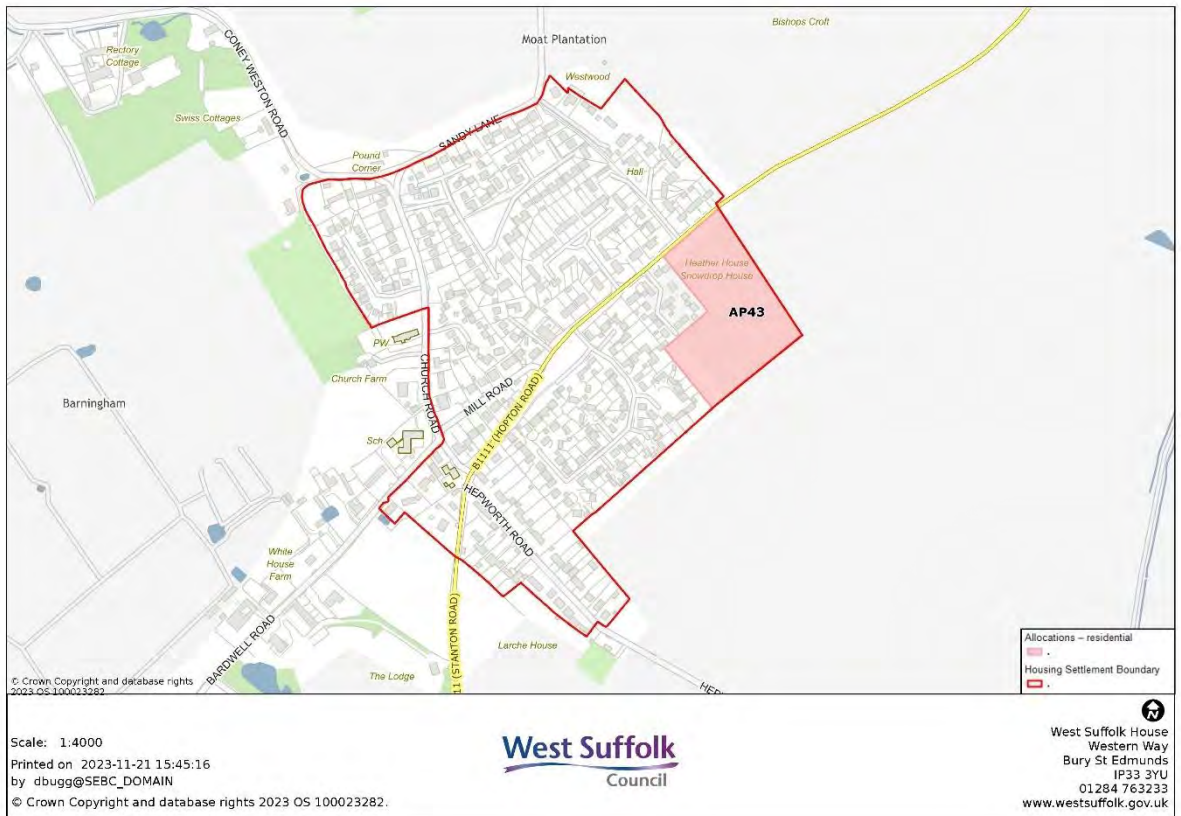 Bishops Croft
Moat Plantation
Rectory
Cottage
CONEY WESTON ROAD
Westwood
Swiss Cottages
SANDY LANE
Pound
Corner
Hall
Heather House
Snowdrop House
AP43
PW
CHURCH ROAD
Church Farm
MILL ROAD
B1111 (HOPTON ROAD)
Barningham
Sch
HEPWORTH ROAD
White
House
Farm
BARDWELL ROAD
11 (STANTON ROAD)
Larche House
The Lodge
HEP
Allocations – residential
.
Housing Settlement Boundary
.
© Crown Copyright and database rights
2023 OS 100023282
Scale: 1:4000
Printed on 2023-11-21 15:45:16
by dbugg@SEBC_DOMAIN
© Crown Copyright and database rights 2023 OS 100023282.
West Suffolk
Council
N
West Suffolk House
Western Way
Bury St Edmunds
IP33 3YU
01284 763233
www.westsuffolk.gov.uk